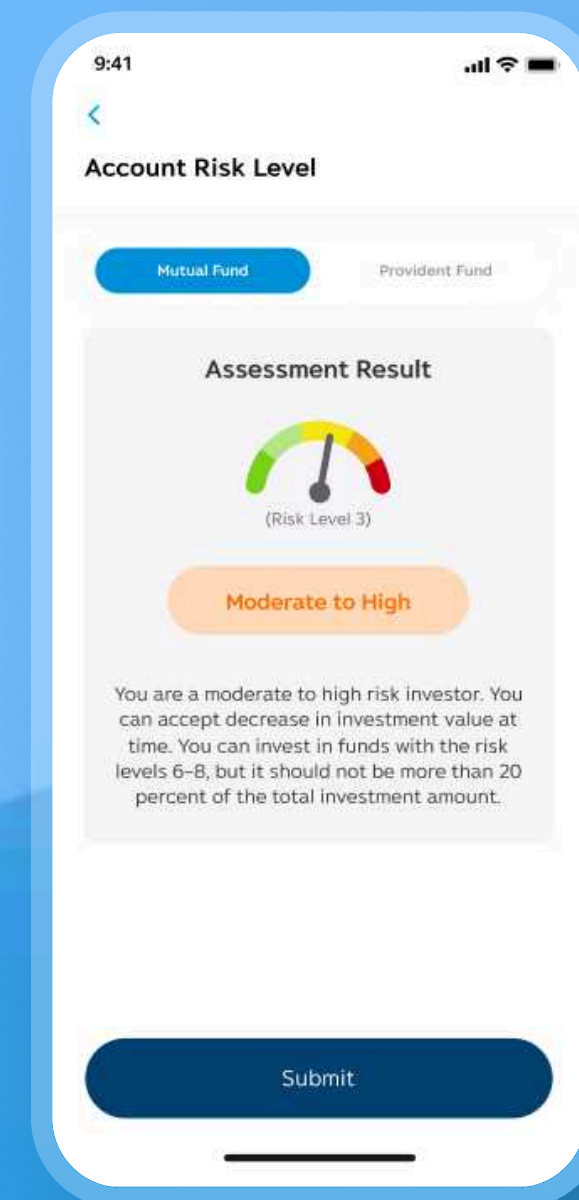 9:41
Account Risk Level
Mutual Fund
Provident Fund
Assessment Result
(Risk Level 3)
Moderate to High
You are a moderate to high risk investor. You
can accept decrease in investment value at
time. You can invest in funds with the risk
levels 6-8, but it should not be more than 20
percent of the total investment amount.
Submit